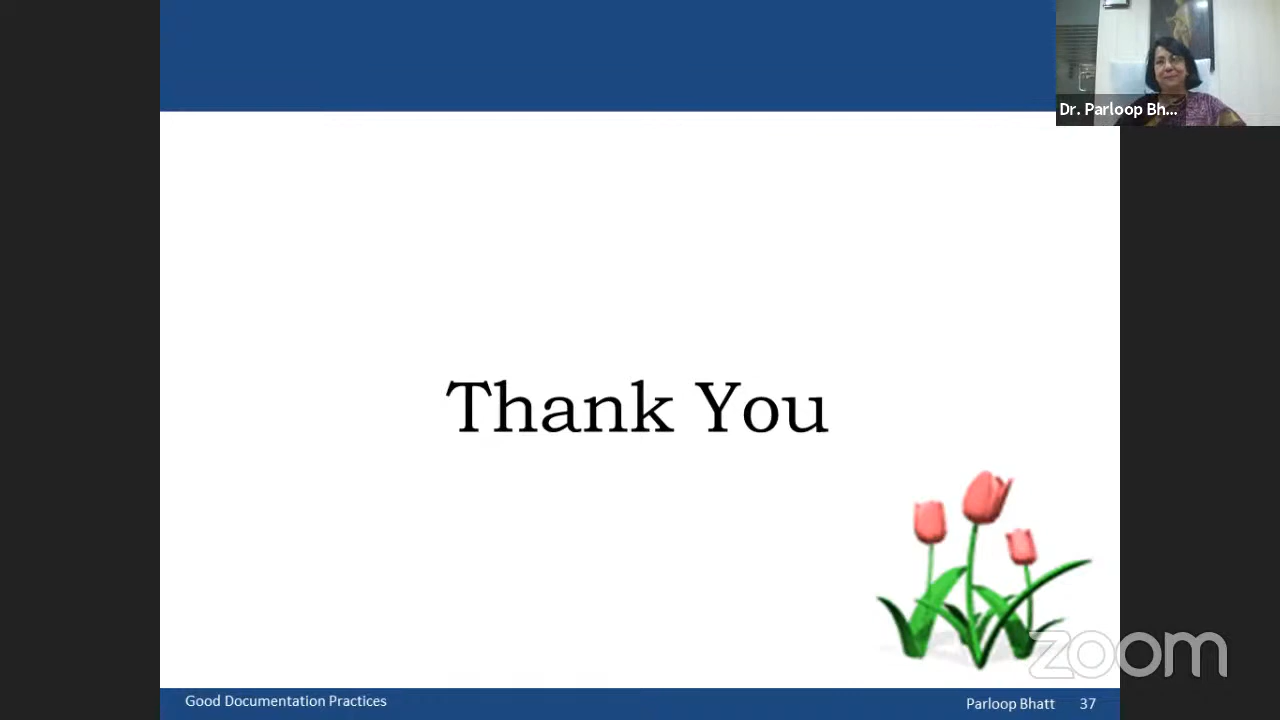 Dr. Parloop Bh...
Thank You
zoom
Good Documentation Practices
Parloop Bhatt 37